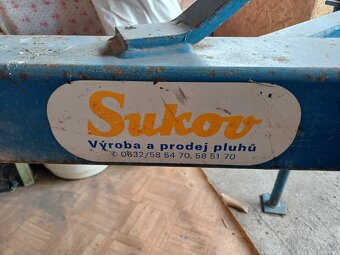 Sukov
Výroba a prodej pluhů
✆ 0632/58 54 70, 58 51 70